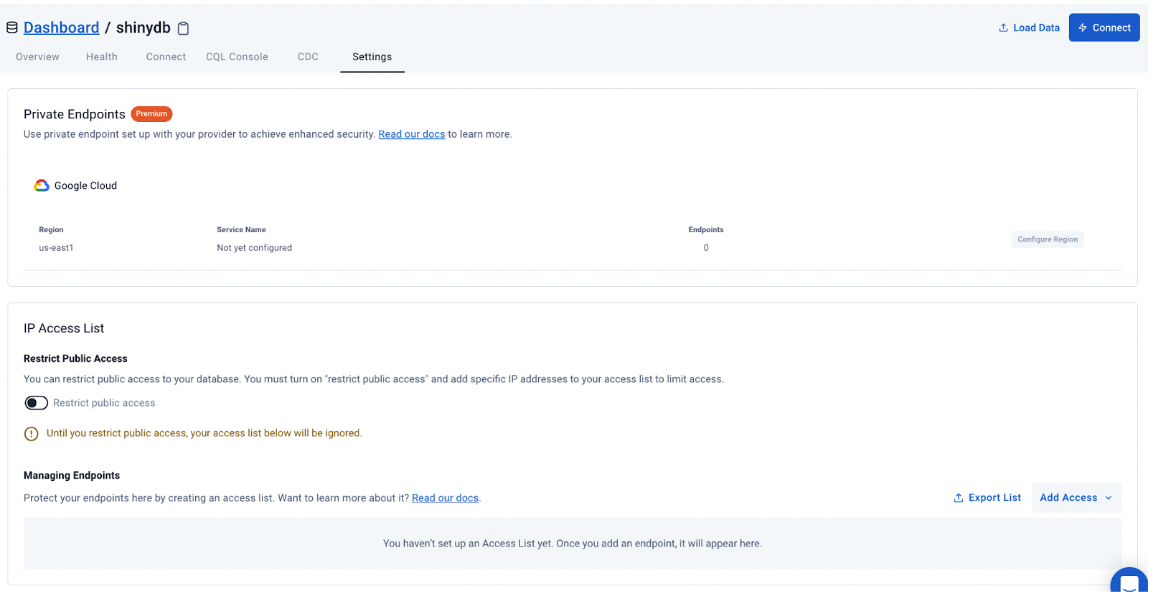 Dashboard / shinydb
Load Data
Connect
Overview Health Connect CQL Console CDC Settings
Private Endpoints Premium
Use private endpoint set up with your provider to achieve enhanced security. Read our docs to learn more.
Google Cloud
Region Service Name Endpoints
us-east1 Not yet configured 0
Configure Region
IP Access List
Restrict Public Access
You can restrict public access to your database. You must turn on "restrict public access" and add specific IP addresses to your access list to limit access.
Restrict public access
Until you restrict public access, your access list below will be ignored.
Managing Endpoints
Protect your endpoints here by creating an access list. Want to learn more about it? Read our docs.
Export List
Add Access
You haven't set up an Access List yet. Once you add an endpoint, it will appear here.